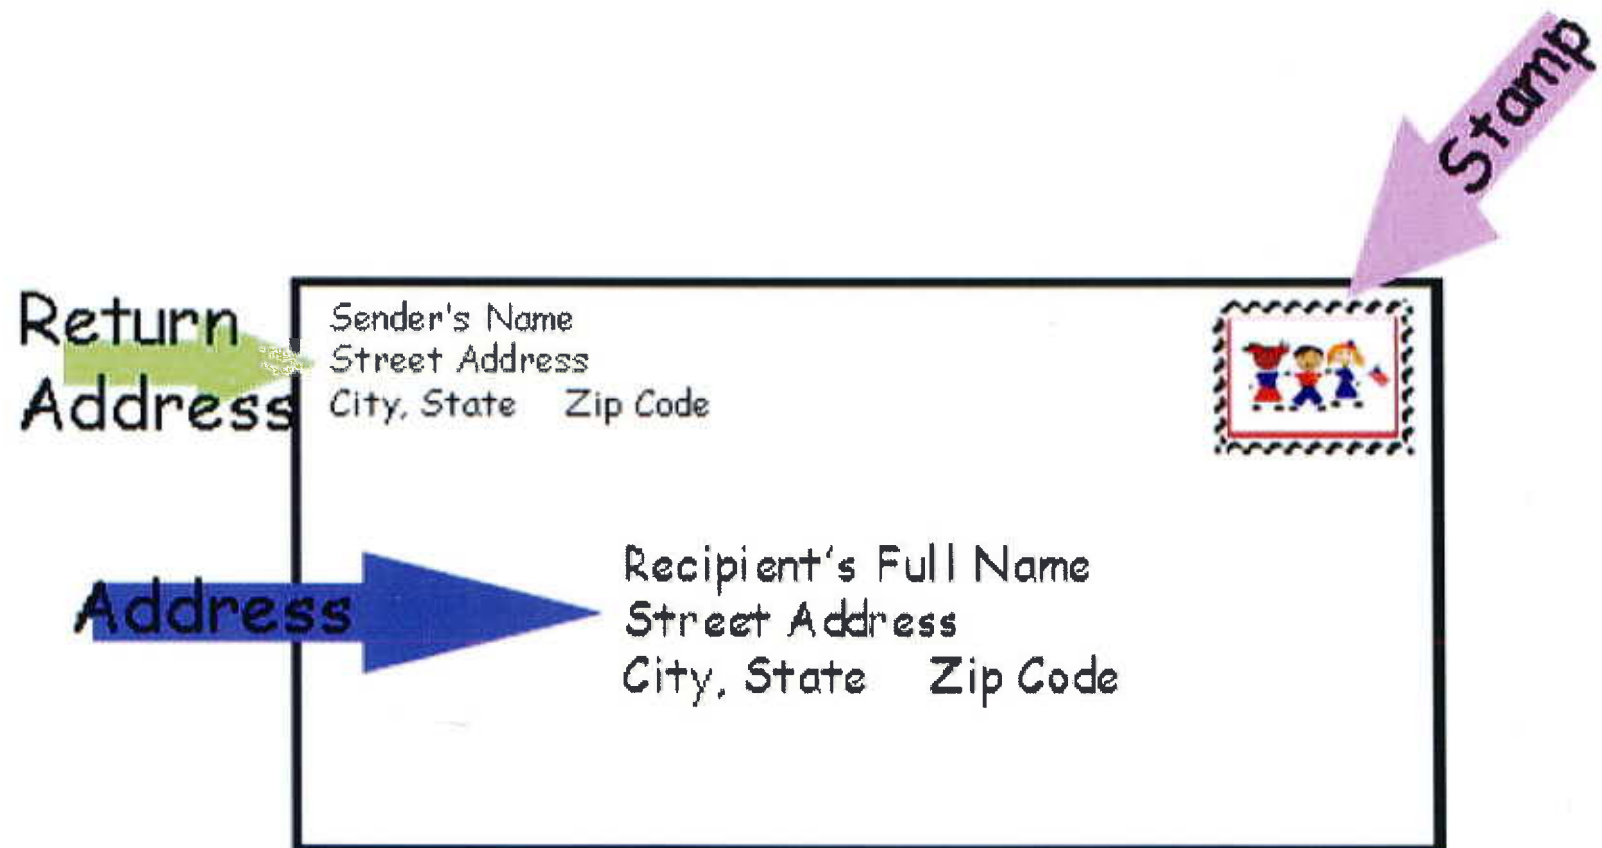 Stamp
Return
Address
Sender's Name
Street Address
City, State Zip Code
Address
Recipient's Full Name
Street Address
City, State Zip Code